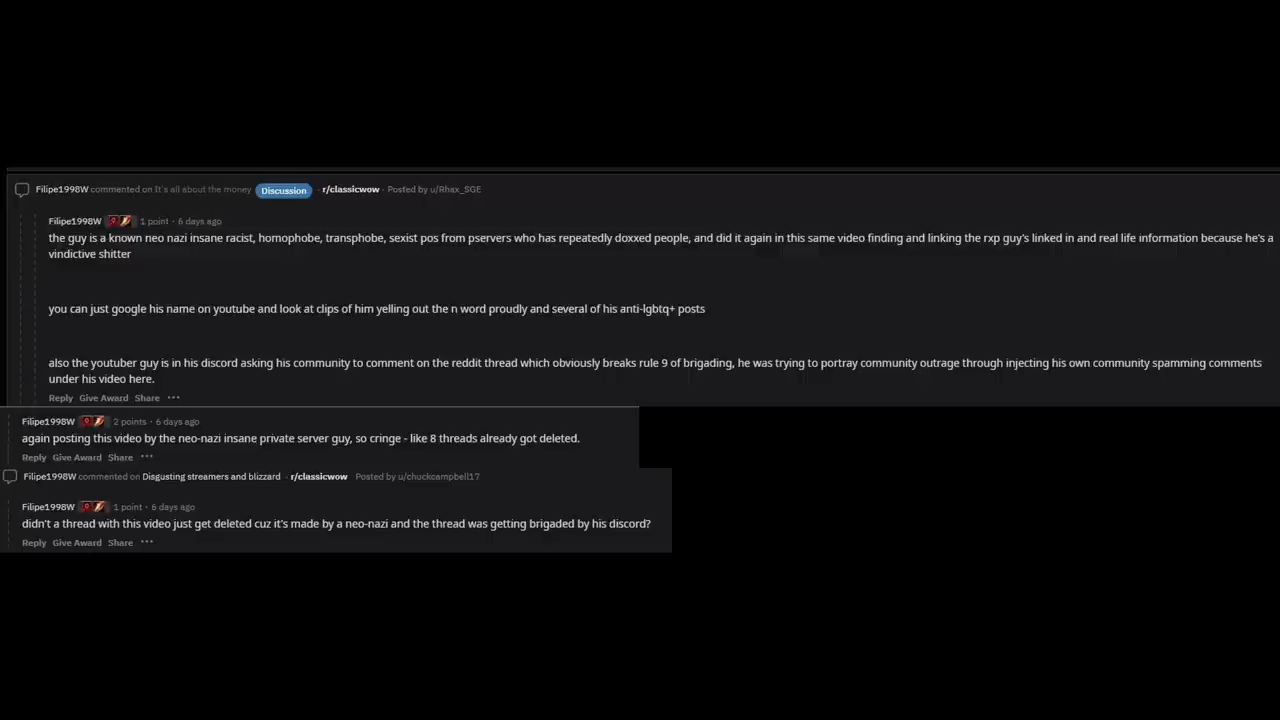 Filipe1998W commented on It's all about the money Discussion · r/classicwow · Posted by u/Rhax_SGE
Filipe1998W 1 point · 6 days ago
the guy is a known neo nazi insane racist, homophobe, transphobe, sexist pos from pservers who has repeatedly doxxed people, and did it again in this same video finding and linking the rxp guy's linked in and real life information because he's a
vindictive shitter
you can just google his name on youtube and look at clips of him yelling out the n word proudly and several of his anti-lgbtq+ posts
also the youtuber guy is in his discord asking his community to comment on the reddit thread which obviously breaks rule 9 of brigading, he was trying to portray community outrage through injecting his own community spamming comments
under his video here.
Reply Give Award Share ···
Filipe1998W 2 points · 6 days ago
again posting this video by the neo-nazi insane private server guy, so cringe - like 8 threads already got deleted.
Reply Give Award Share ···
Filipe1998W commented on Disgusting streamers and blizzard · r/classicwow · Posted by u/chuckcampbell17
Filipe1998W 1 point · 6 days ago
didn't a thread with this video just get deleted cuz it's made by a neo-nazi and the thread was getting brigaded by his discord?
Reply Give Award Share ···